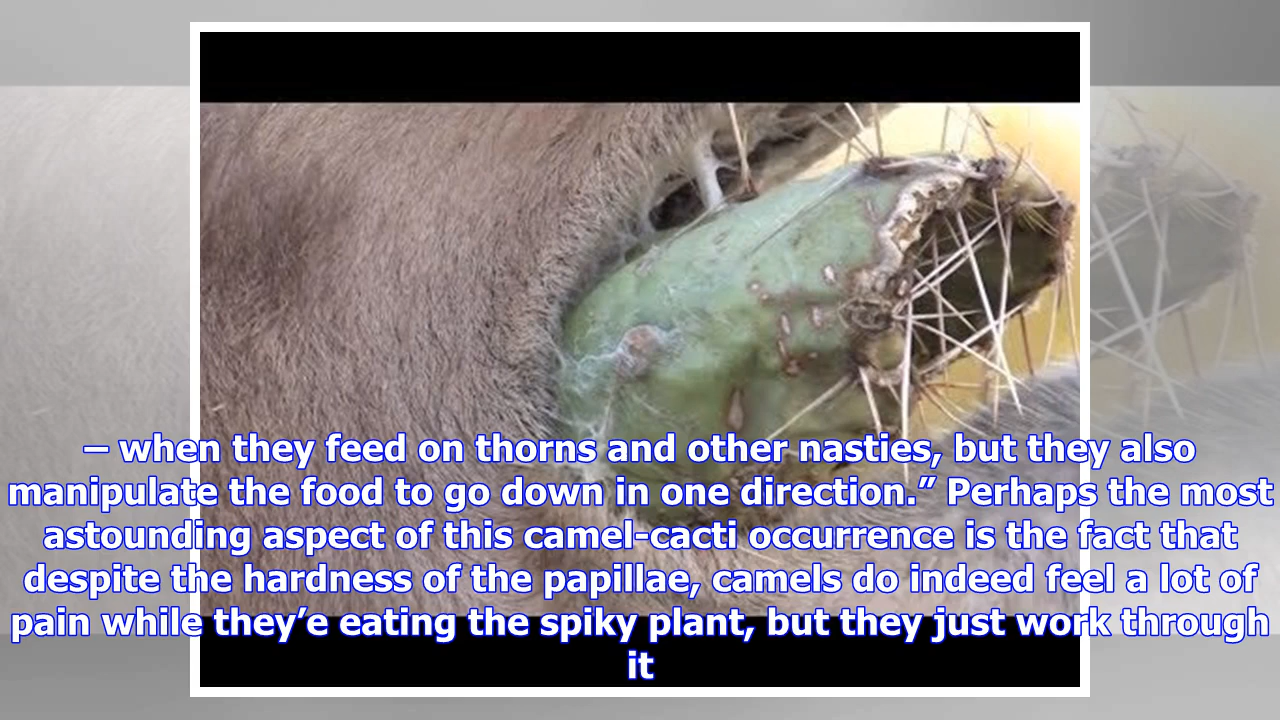 – when they feed on thorns and other nasties, but they also
manipulate the food to go down in one direction.” Perhaps the most
astounding aspect of this camel-cacti occurrence is the fact that
despite the hardness of the papillae, camels do indeed feel a lot of
pain while they’e eating the spiky plant, but they just work through
it